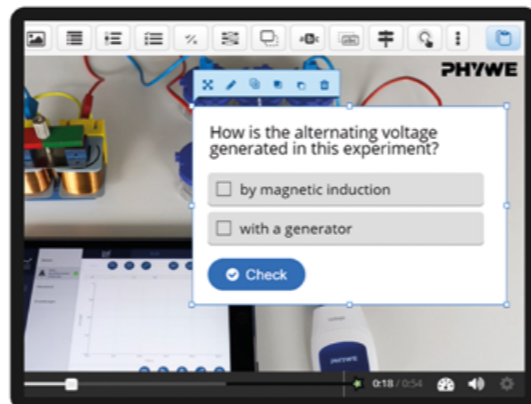 PHYWE
How is the alternating voltage
generated in this experiment?
by magnetic induction
with a generator
Check
PHYWE
0:18 / 0:54